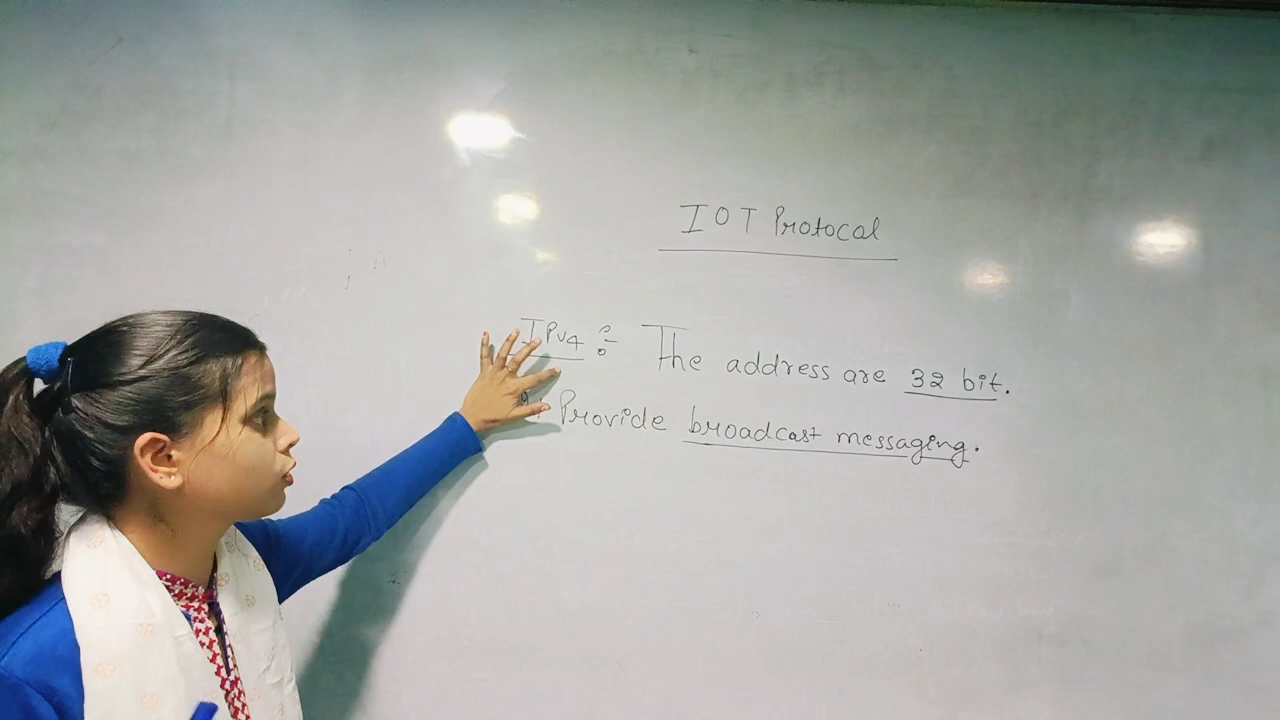 IOT Protocal
IPv4 :- The address are 32 bit.
Provide broadcast messaging.